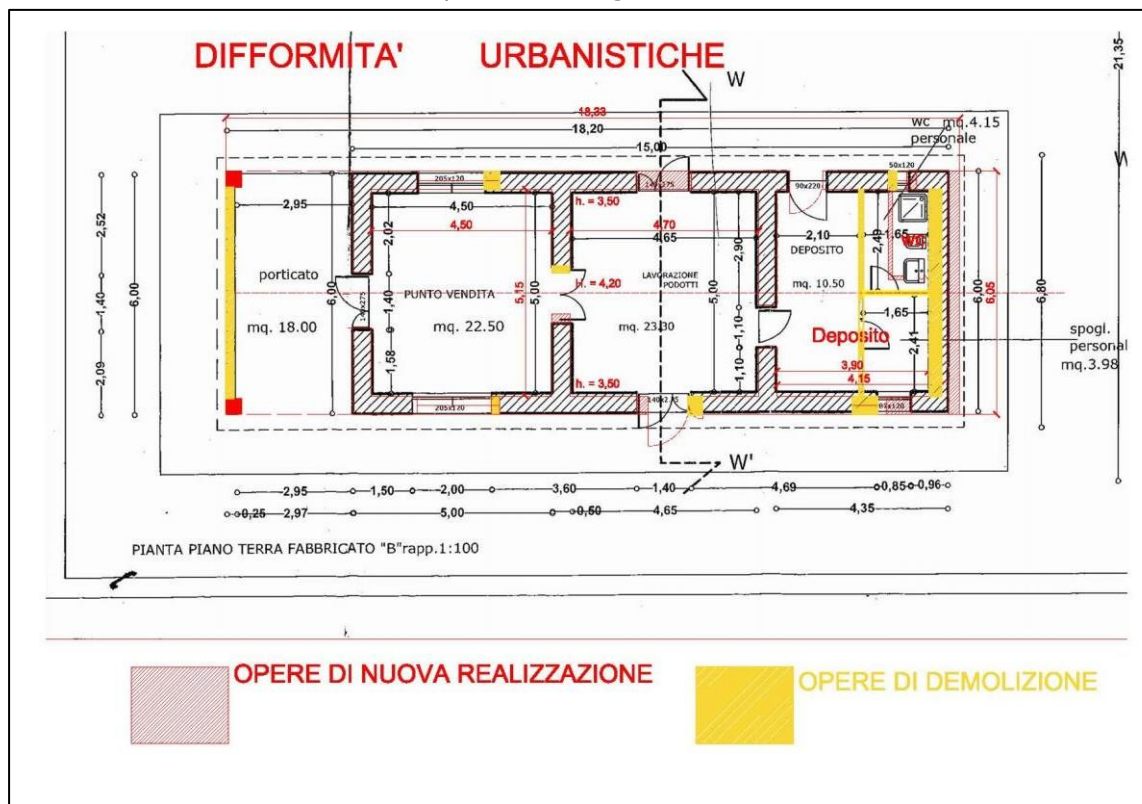 DIFFORMITA' URBANISTICHE
W
21,35
18,33
18,20
15,00
wc mq.4.15
personale
W
205x120
140x275
90x220
50x120
2,95
4,50
4,50
h. = 3,50
4,70
4,65
2,10
1,65
2,52
2,02
2,90
2,49
porticato
6,00
DEPOSITO
6,00
1,40
140x275
1,40
PUNTO VENDITA
5,15
5,00
h. = 4,20
LAVORAZIONE
PODOTTI
5,00
mq. 10.50
6,00
6,05
6,80
mq. 18.00
mq. 22.50
mq. 23.30
1,10
1,65
Deposito
2,41
spogl.
personal
mq.3.98
2,09
1,58
1,10
3,90
h. = 3,50
4,15
205x120
W'
2,95
1,50
2,00
3,60
1,40
4,69
0,85
0,96
0,25
2,97
5,00
0,50
4,65
4,35
PIANTA PIANO TERRA FABBRICATO "B"rapp.1:100
OPERE DI NUOVA REALIZZAZIONE
OPERE DI DEMOLIZIONE